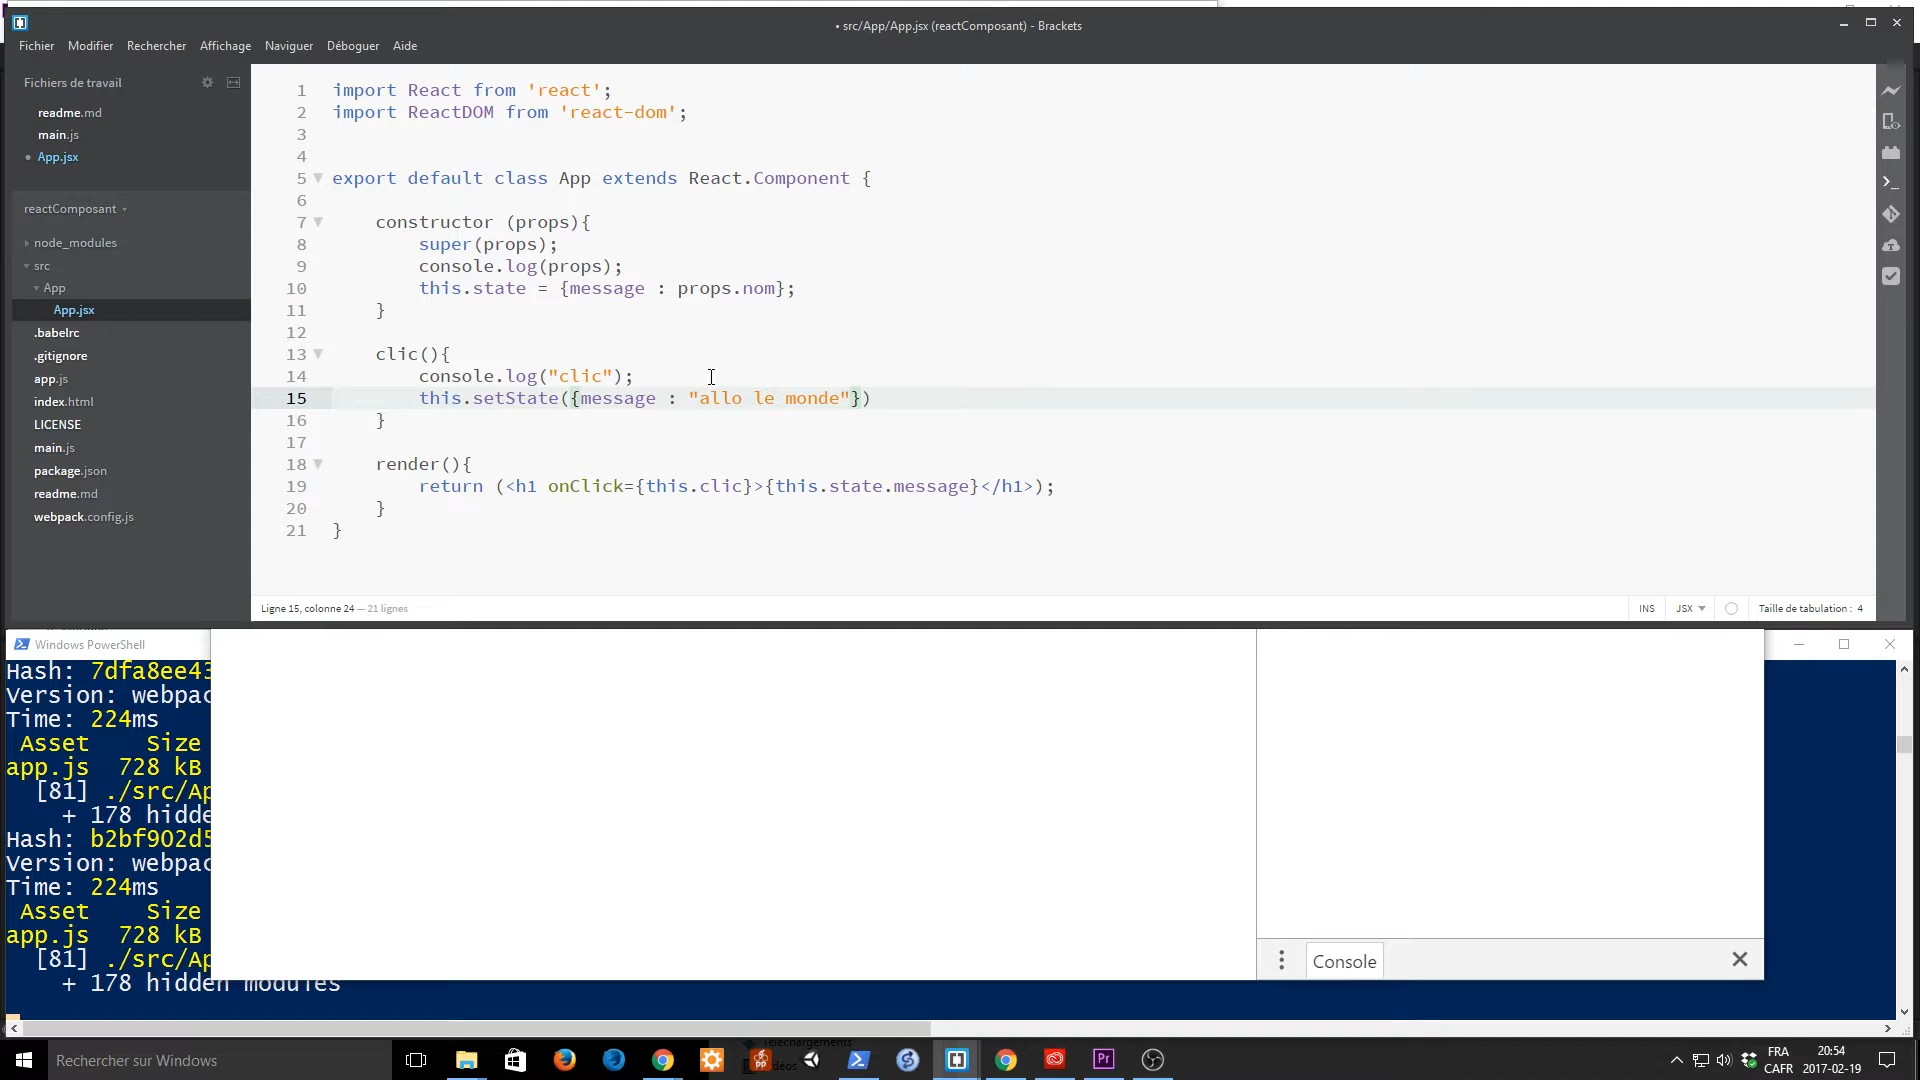 • src/App/App.jsx (reactComposant) - Brackets
Fichier Modifier Rechercher Affichage Naviguer Déboguer Aide
Fichiers de travail
readme.md
main.js
• App.jsx
reactComposant
node_modules
src
App
App.jsx
.babelrc
.gitignore
app.js
index.html
LICENSE
main.js
package.json
readme.md
webpack.config.js
1 import React from 'react';
2 import ReactDOM from 'react-dom';
3
4
5 export default class App extends React.Component {
6
7 constructor (props){
8 super(props);
9 console.log(props);
10 this.state = {message : props.nom};
11 }
12
13 clic(){
14 console.log("clic");
15 this.setState({message : "allo le monde"})
16 }
17
18 render(){
19 return (<h1 onClick={this.clic}>{this.state.message}</h1>);
20 }
21 }
Ligne 15, colonne 24 — 21 lignes
INS JSX Taille de tabulation : 4
Windows PowerShell
Hash: 7dfa8ee43
Version: webpac
Time: 224ms
Asset Size
app.js 728 kB
[81] ./src/Ap
+ 178 hidde
Hash: b2bf902d5
Version: webpac
Time: 224ms
Asset Size
app.js 728 kB
[81] ./src/Ap
+ 178 hidden modules
Console
Rechercher sur Windows
Téléchargements
FRA
CAFR
20:54
2017-02-19